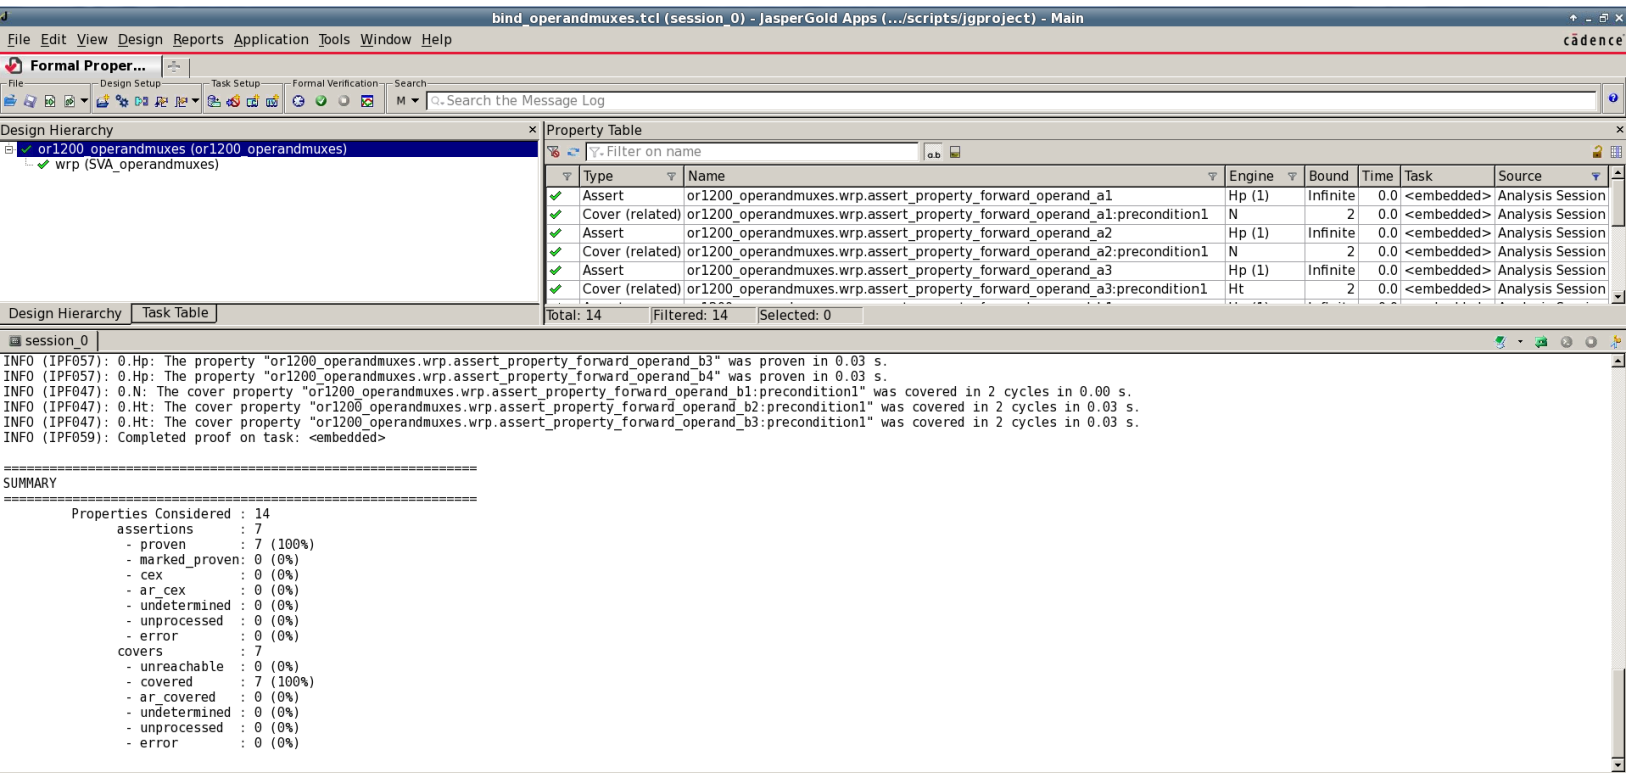 bind_operandmuxes.tcl (session_0) - JasperGold Apps (.../scripts/jgproject) - Main
File Edit View Design Reports Application Tools Window Help
cādence
Formal Proper...
File Design Setup Task Setup Formal Verification Search
M Search the Message Log
Design Hierarchy
or1200_operandmuxes (or1200_operandmuxes)
wrp (SVA_operandmuxes)
Design Hierarchy Task Table
Property Table
Filter on name
a.b
Type Name Engine Bound Time Task Source
Assert or1200_operandmuxes.wrp.assert_property_forward_operand_a1 Hp (1) Infinite 0.0 <embedded> Analysis Session
Cover (related) or1200_operandmuxes.wrp.assert_property_forward_operand_a1:precondition1 N 2 0.0 <embedded> Analysis Session
Assert or1200_operandmuxes.wrp.assert_property_forward_operand_a2 Hp (1) Infinite 0.0 <embedded> Analysis Session
Cover (related) or1200_operandmuxes.wrp.assert_property_forward_operand_a2:precondition1 N 2 0.0 <embedded> Analysis Session
Assert or1200_operandmuxes.wrp.assert_property_forward_operand_a3 Hp (1) Infinite 0.0 <embedded> Analysis Session
Cover (related) or1200_operandmuxes.wrp.assert_property_forward_operand_a3:precondition1 Ht 2 0.0 <embedded> Analysis Session
Total: 14 Filtered: 14 Selected: 0
session_0
INFO (IPF057): 0.Hp: The property "or1200_operandmuxes.wrp.assert_property_forward_operand_b3" was proven in 0.03 s.
INFO (IPF057): 0.Hp: The property "or1200_operandmuxes.wrp.assert_property_forward_operand_b4" was proven in 0.03 s.
INFO (IPF047): 0.N: The cover property "or1200_operandmuxes.wrp.assert_property_forward_operand_b1:precondition1" was covered in 2 cycles in 0.00 s.
INFO (IPF047): 0.Ht: The cover property "or1200_operandmuxes.wrp.assert_property_forward_operand_b2:precondition1" was covered in 2 cycles in 0.03 s.
INFO (IPF047): 0.Ht: The cover property "or1200_operandmuxes.wrp.assert_property_forward_operand_b3:precondition1" was covered in 2 cycles in 0.03 s.
INFO (IPF059): Completed proof on task: <embedded>
==============================================================
SUMMARY
==============================================================
Properties Considered : 14
assertions : 7
- proven : 7 (100%)
- marked_proven: 0 (0%)
- cex : 0 (0%)
- ar_cex : 0 (0%)
- undetermined : 0 (0%)
- unprocessed : 0 (0%)
- error : 0 (0%)
covers : 7
- unreachable : 0 (0%)
- covered : 7 (100%)
- ar_covered : 0 (0%)
- undetermined : 0 (0%)
- unprocessed : 0 (0%)
- error : 0 (0%)